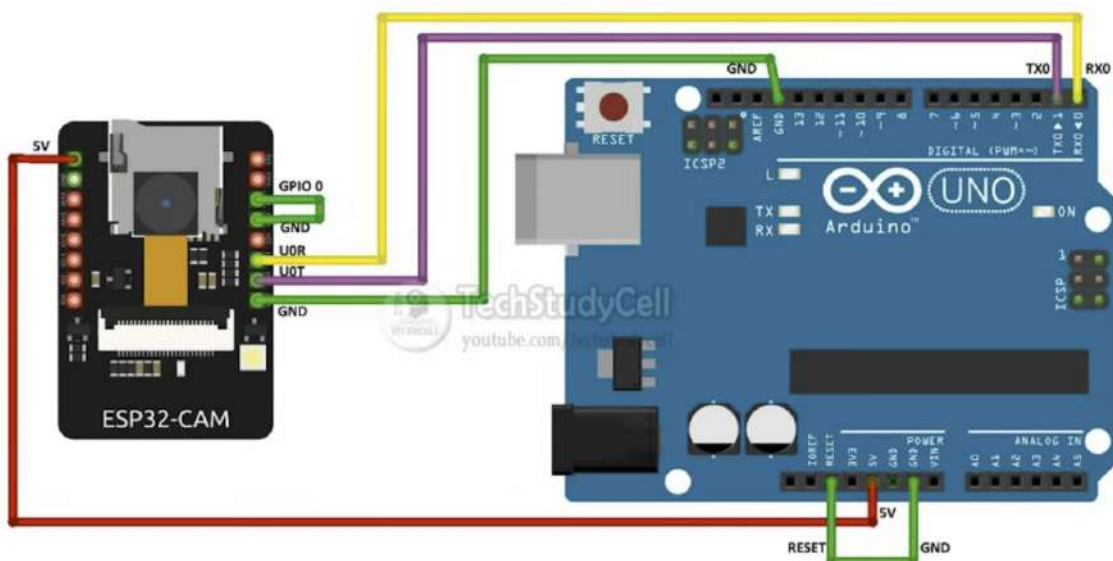 GND
TX0
RX0
5V
GPIO 0
GND
U0R
U0T
GND
ESP32-CAM
RESET
ICSP2
AREF
GND
13
12
~11
~10
~9
8
7
~6
~5
4
~3
2
TX0▶1
RX0◀0
DIGITAL (PWM=~)
L
TX
RX
Arduino™
UNO
ON
1
ICSP
TechStudyCell
IOREF
RESET
3V3
5V
GND
GND
VIN
POWER
ANALOG IN
A0
A1
A2
A3
A4
A5
5V
RESET
GND